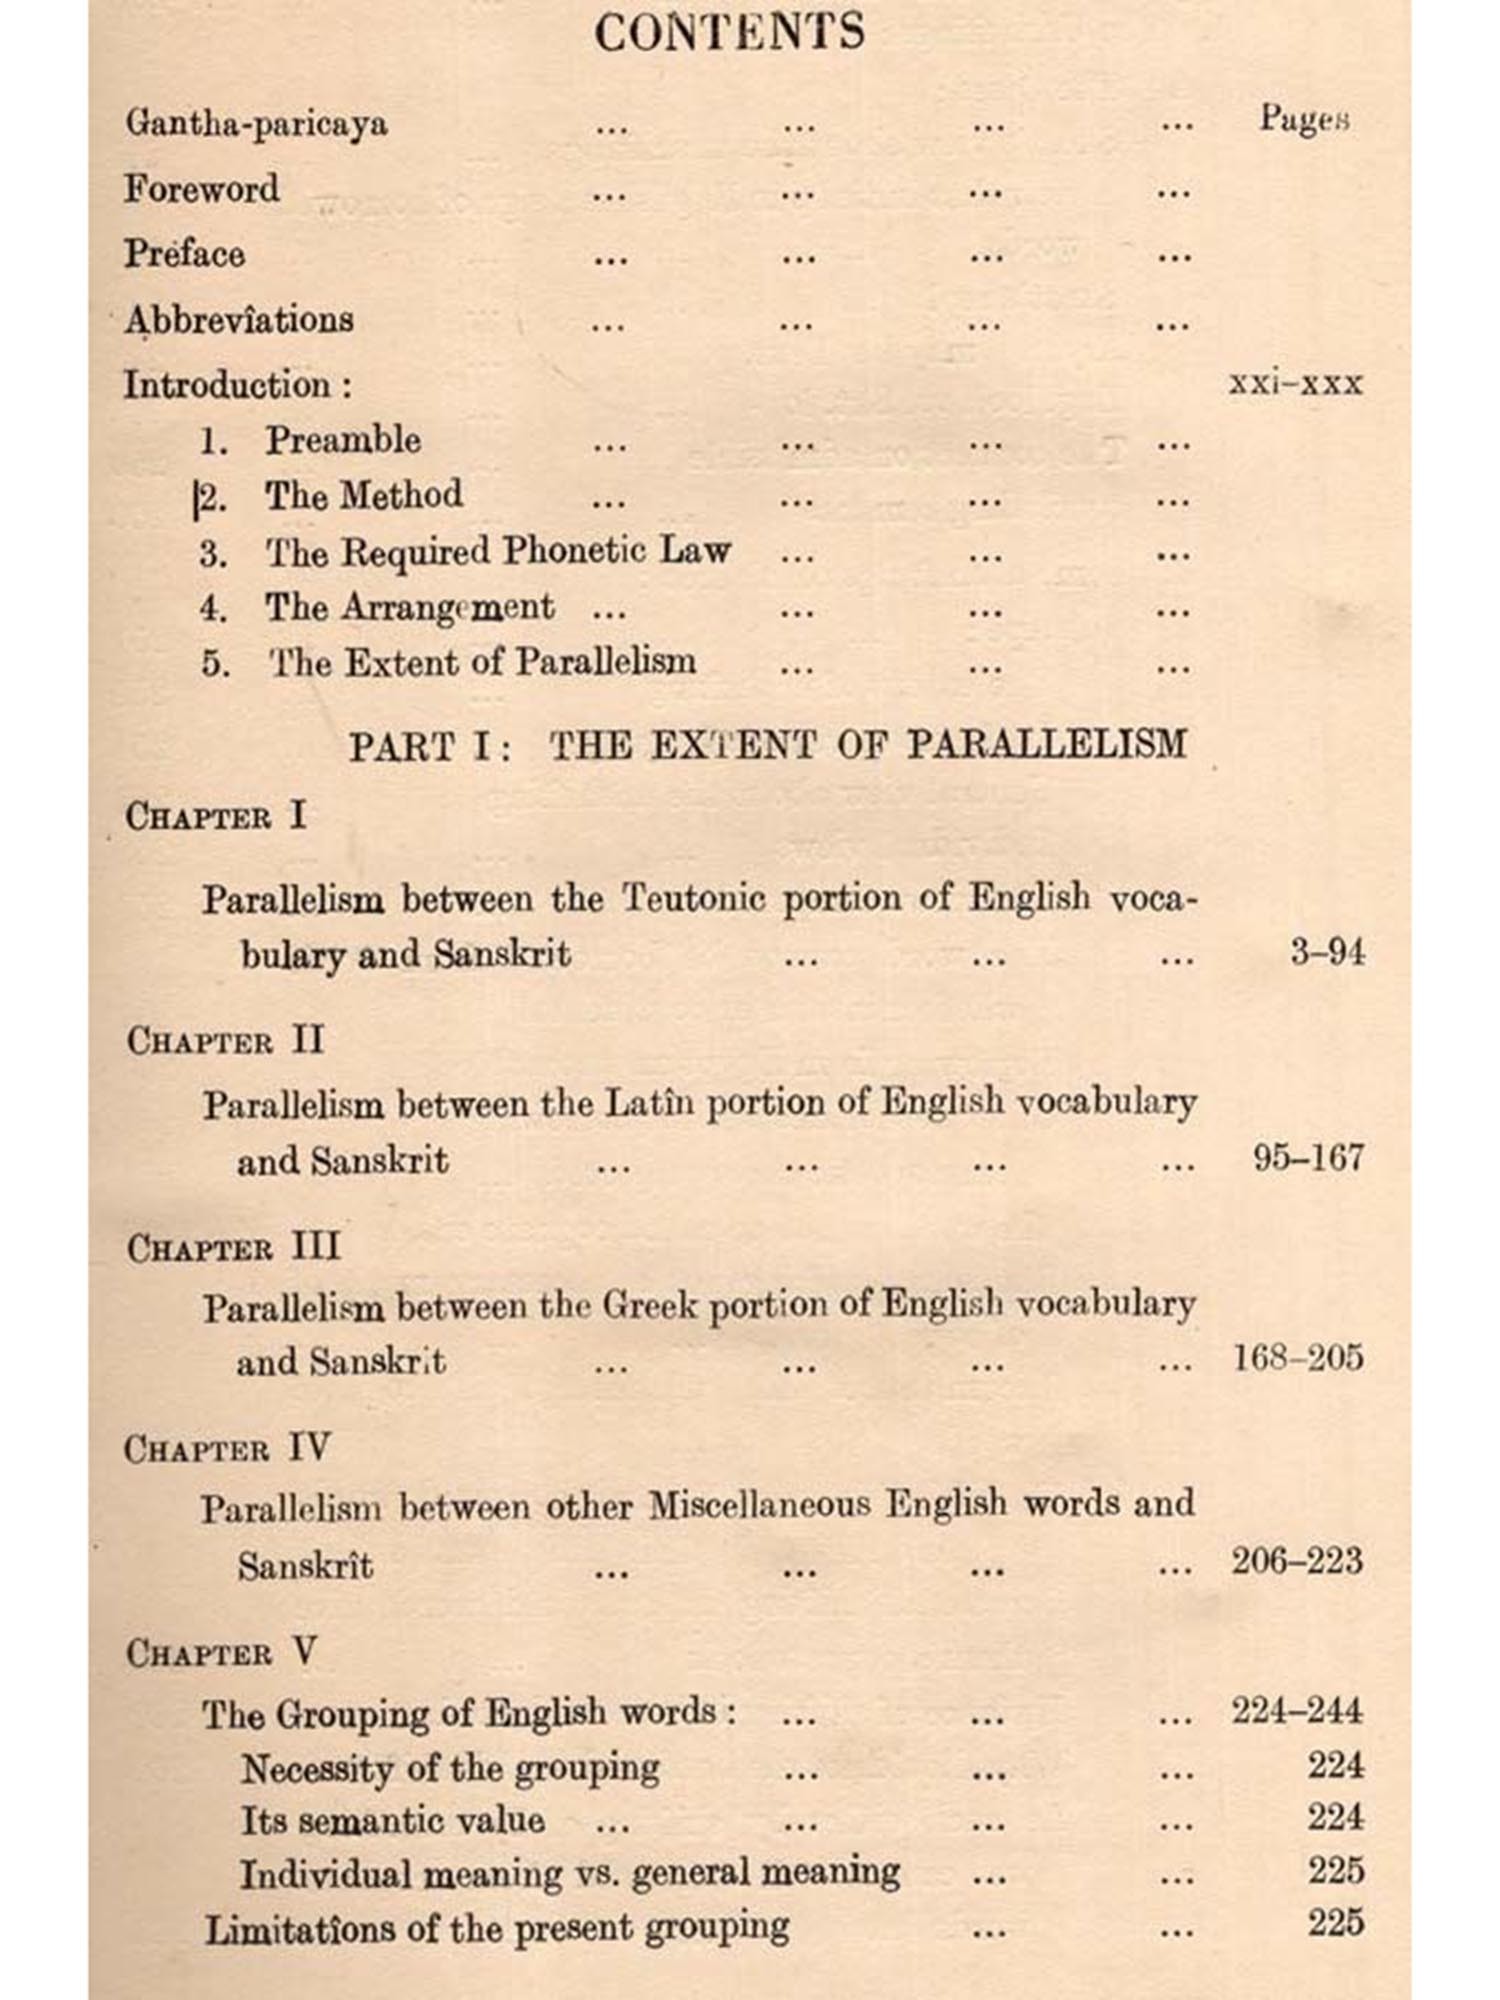 CONTENTS
Gantha-paricaya ... ... ... ... Pages
Foreword ... ... ... ...
Preface ... ... ... ...
Abbrevîations ... ... ... ...
Introduction : xxi–xxx
1. Preamble ... ... ... ...
2. The Method ... ... ... ...
3. The Required Phonetic Law ... ... ...
4. The Arrangement ... ... ... ...
5. The Extent of Parallelism ... ... ...
PART I: THE EXTENT OF PARALLELISM
CHAPTER I
Parallelism between the Teutonic portion of English voca-
bulary and Sanskrit ... ... ... 3–94
CHAPTER II
Parallelism between the Latîn portion of English vocabulary
and Sanskrit ... ... ... ... 95–167
CHAPTER III
Parallelism between the Greek portion of English vocabulary
and Sanskrit ... ... ... ... 168–205
CHAPTER IV
Parallelism between other Miscellaneous English words and
Sanskrît ... ... ... ... 206–223
CHAPTER V
The Grouping of English words : ... ... ... 224–244
Necessity of the grouping ... ... ... 224
Its semantic value ... ... ... ... 224
Individual meaning vs. general meaning ... ... 225
Limitatîons of the present grouping ... ... 225